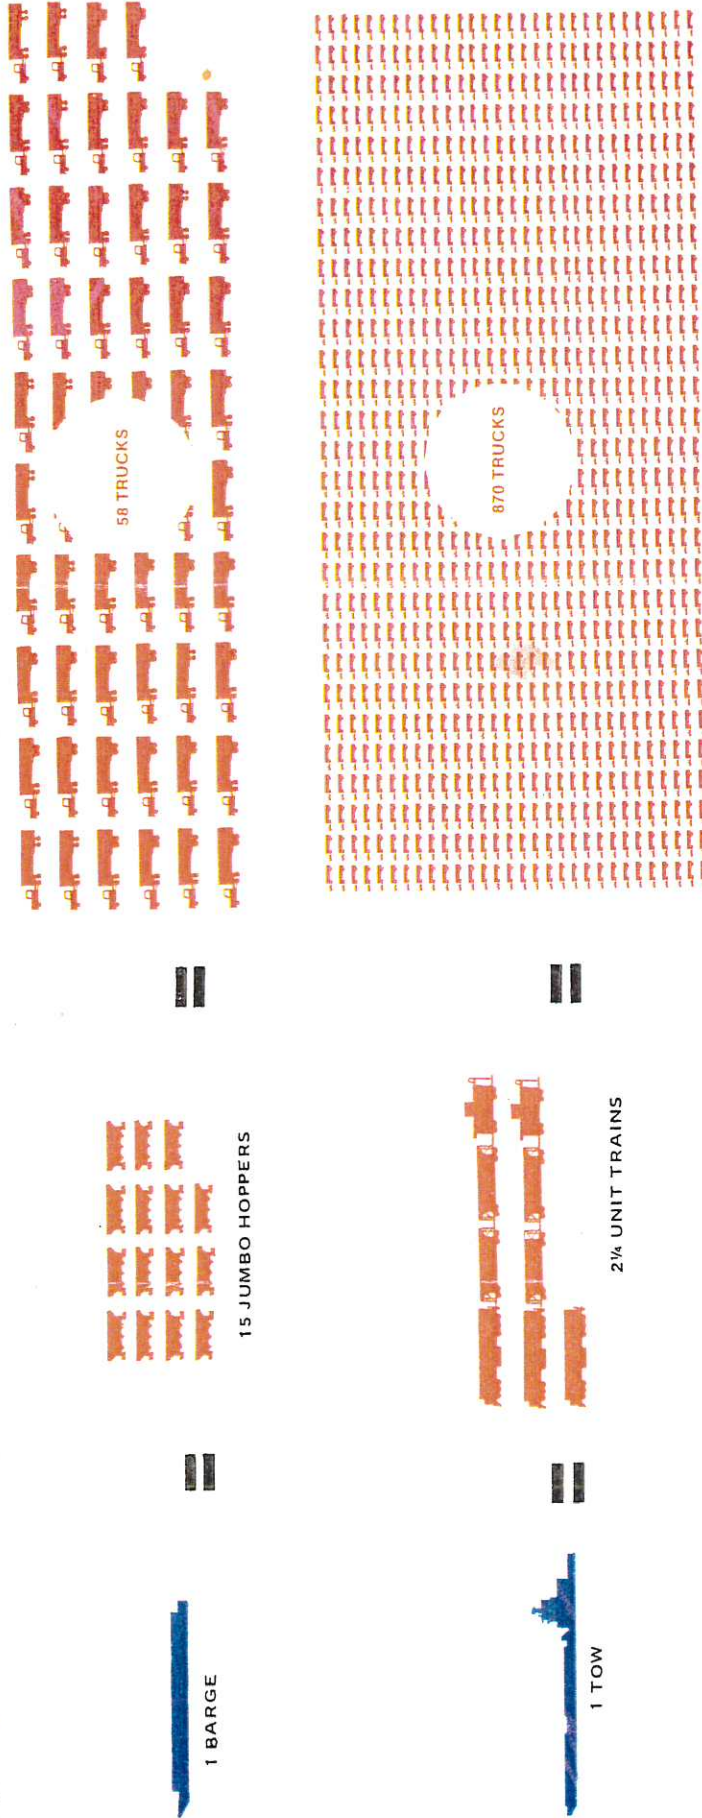 1 BARGE
15 JUMBO HOPPERS
58 TRUCKS
1 TOW
2¼ UNIT TRAINS
870 TRUCKS